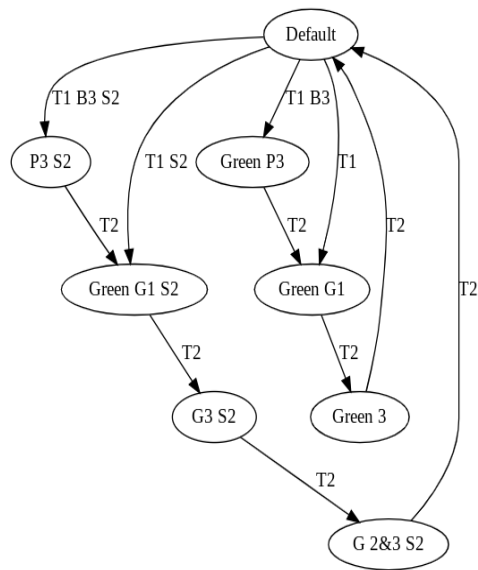 Default
T1 B3 S2
T1 B3
P3 S2
T1 S2
Green P3
T1
T2
T2
T2
Green G1 S2
Green G1
T2
T2
T2
G3 S2
Green 3
T2
G 2&3 S2